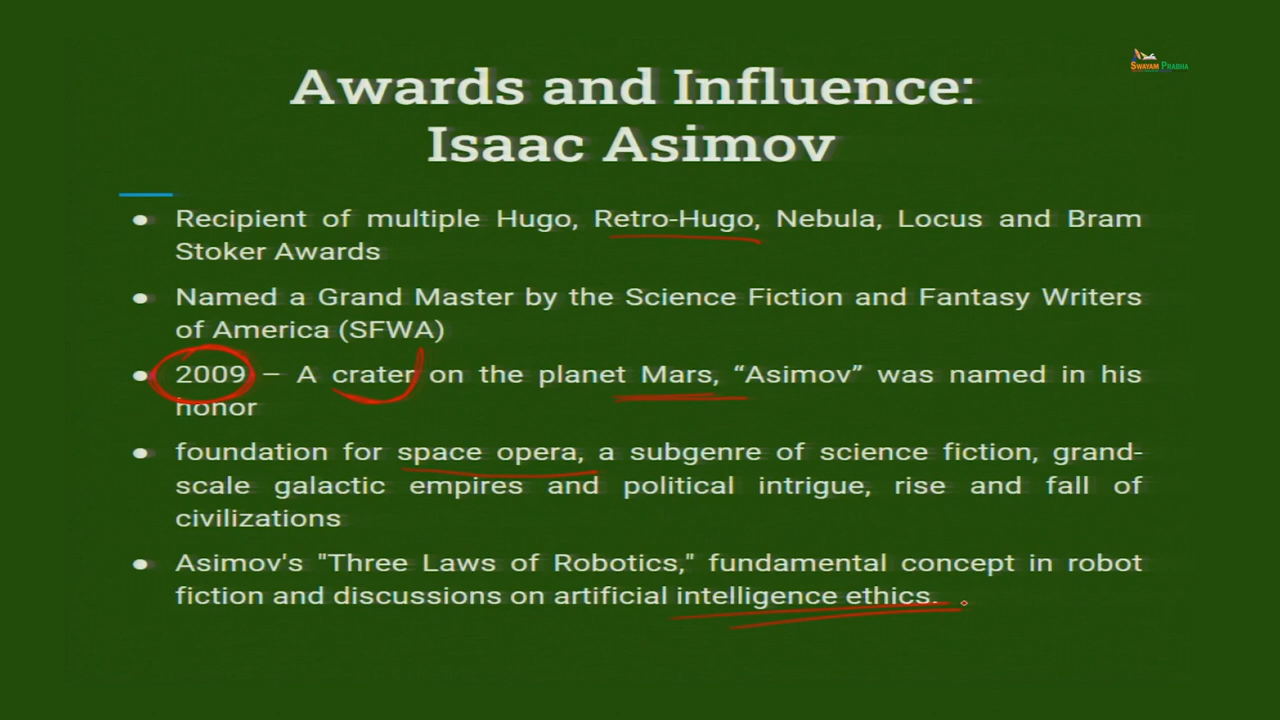 SWAYAM PRABHA
Awards and Influence:
Isaac Asimov
● Recipient of multiple Hugo, Retro-Hugo, Nebula, Locus and Bram
Stoker Awards
● Named a Grand Master by the Science Fiction and Fantasy Writers
of America (SFWA)
● 2009 – A crater on the planet Mars, “Asimov” was named in his
honor
● foundation for space opera, a subgenre of science fiction, grand-
scale galactic empires and political intrigue, rise and fall of
civilizations
● Asimov's "Three Laws of Robotics," fundamental concept in robot
fiction and discussions on artificial intelligence ethics.